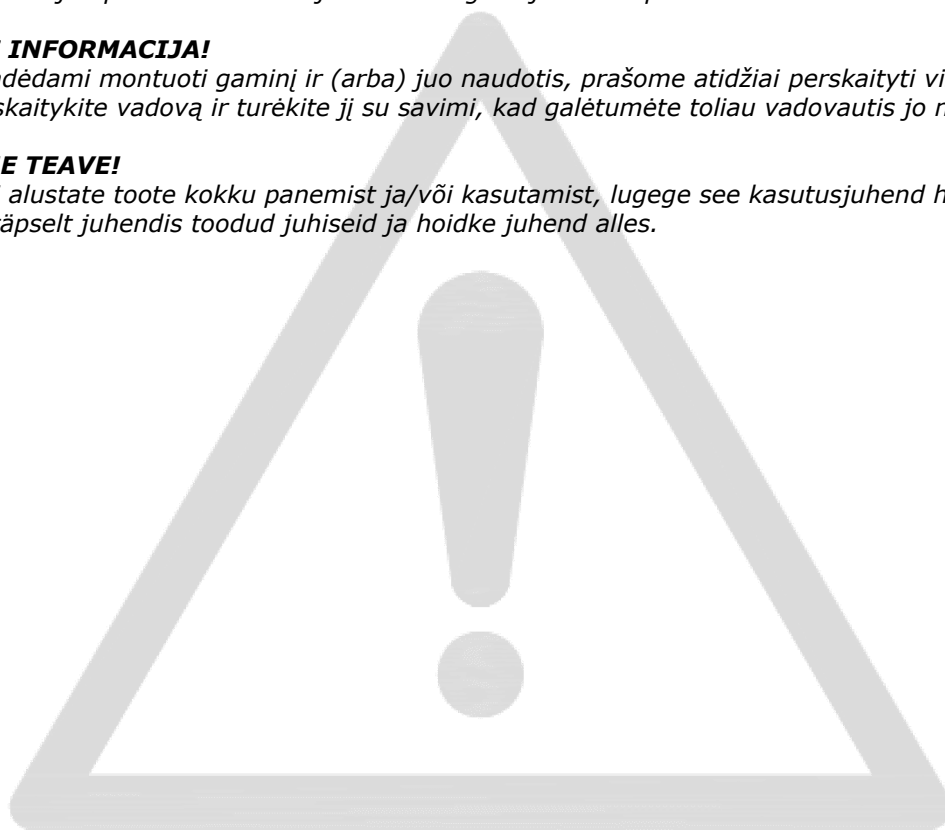 INFORMACIJA!
dėdami montuoti gaminį ir (arba) juo naudotis, prašome atidžiai perskaityti
skaitykite vadovą ir turėkite jį su savimi, kad galėtumėte toliau vadovautis jo
TEAVE!
alustate toote kokku panemist ja/või kasutamist, lugege see kasutusjuhend
äpselt juhendis toodud juhiseid ja hoidke juhend alles.